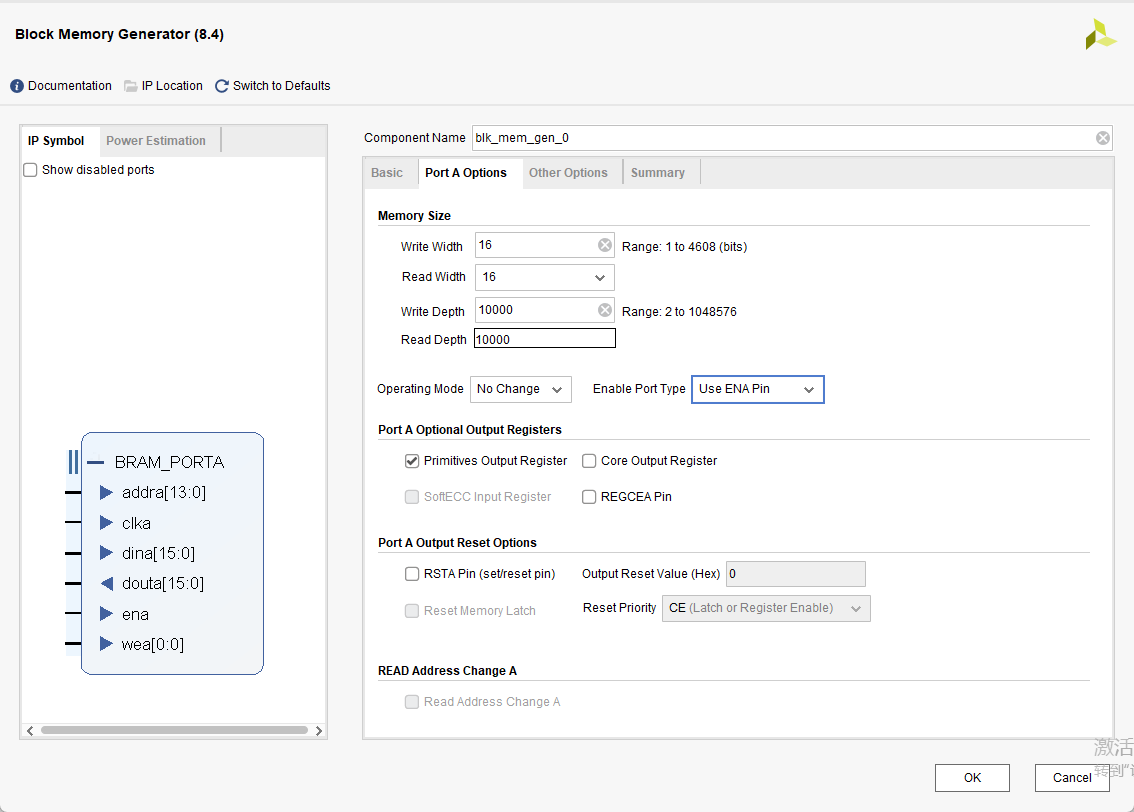 Block Memory Generator (8.4)
Documentation IP Location Switch to Defaults
IP Symbol Power Estimation
Show disabled ports
BRAM_PORTA
addra[13:0]
clka
dina[15:0]
douta[15:0]
ena
wea[0:0]
Component Name blk_mem_gen_0
Basic Port A Options Other Options Summary
Memory Size
Write Width 16 Range: 1 to 4608 (bits)
Read Width 16
Write Depth 10000 Range: 2 to 1048576
Read Depth 10000
Operating Mode No Change Enable Port Type Use ENA Pin
Port A Optional Output Registers
Primitives Output Register Core Output Register
SoftECC Input Register REGCEA Pin
Port A Output Reset Options
RSTA Pin (set/reset pin) Output Reset Value (Hex) 0
Reset Memory Latch Reset Priority CE (Latch or Register Enable)
READ Address Change A
Read Address Change A
激活
转到"
OK Cancel